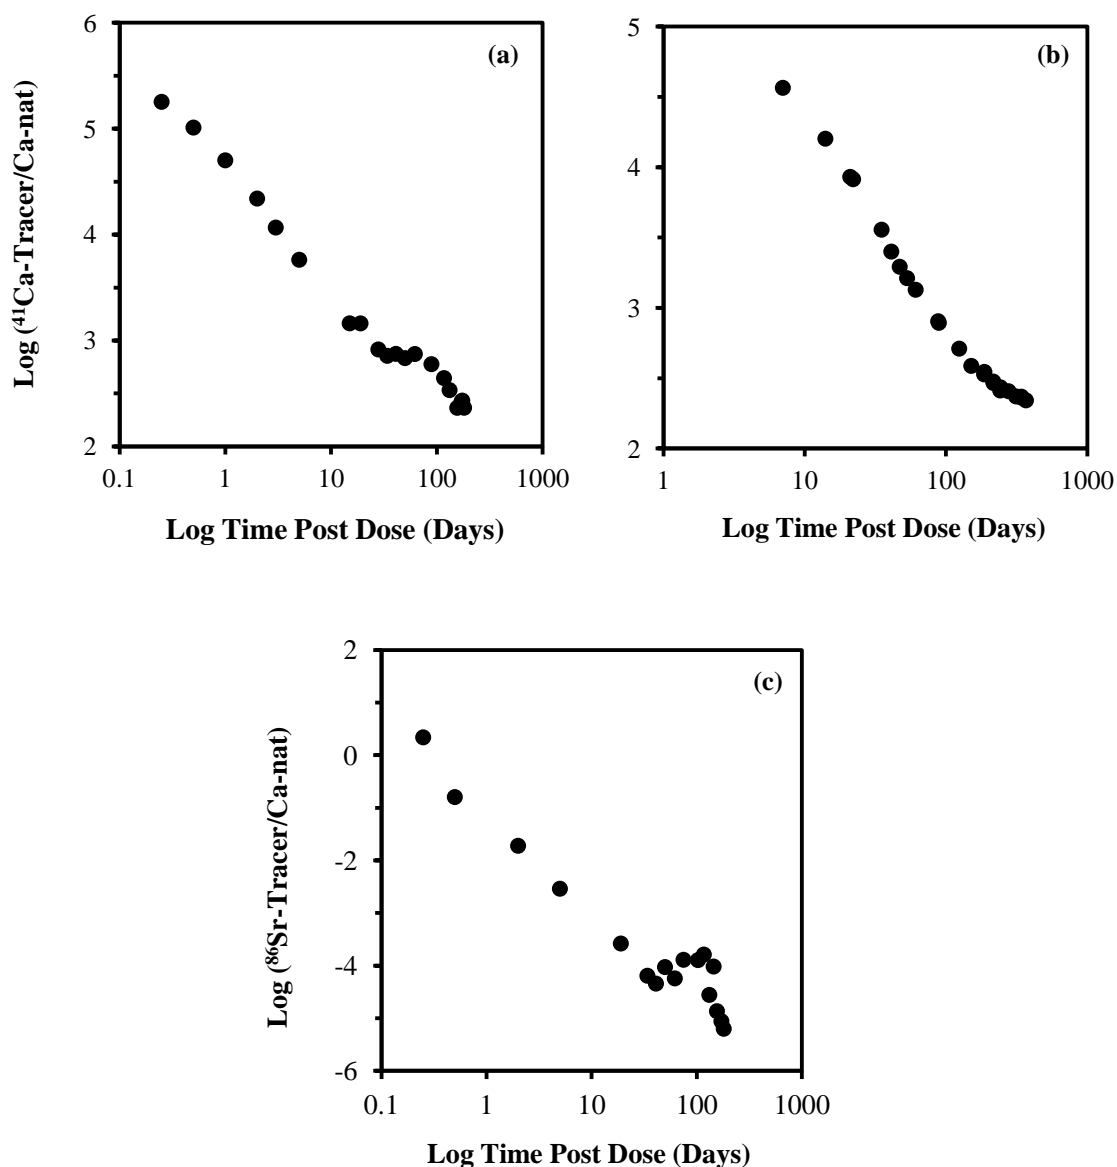 (a)
6
5
4
3
2
0.1 1 10 100 1000
Log (⁴¹Ca-Tracer/Ca-nat)
Log Time Post Dose (Days)
(b)
5
4
3
2
1 10 100 1000
Log Time Post Dose (Days)
(c)
2
0
-2
-4
-6
0.1 1 10 100 1000
Log (⁸⁶Sr-Tracer/Ca-nat)
Log Time Post Dose (Days)